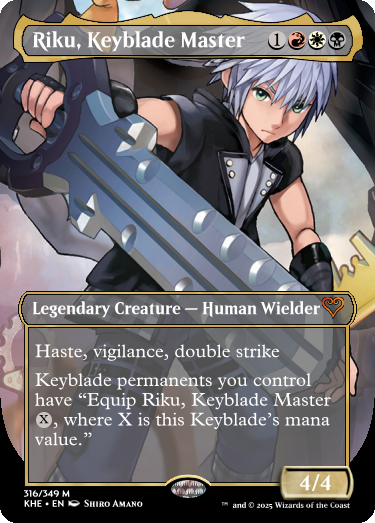 Riku, Keyblade Master 1
Legendary Creature — Human Wielder
Haste, vigilance, double strike
Keyblade permanents you control
have “Equip Riku, Keyblade Master
X, where X is this Keyblade's mana
value.”
4/4
316/349 M
KHE • EN Shiro Amano
™ and © 2025 Wizards of the Coast